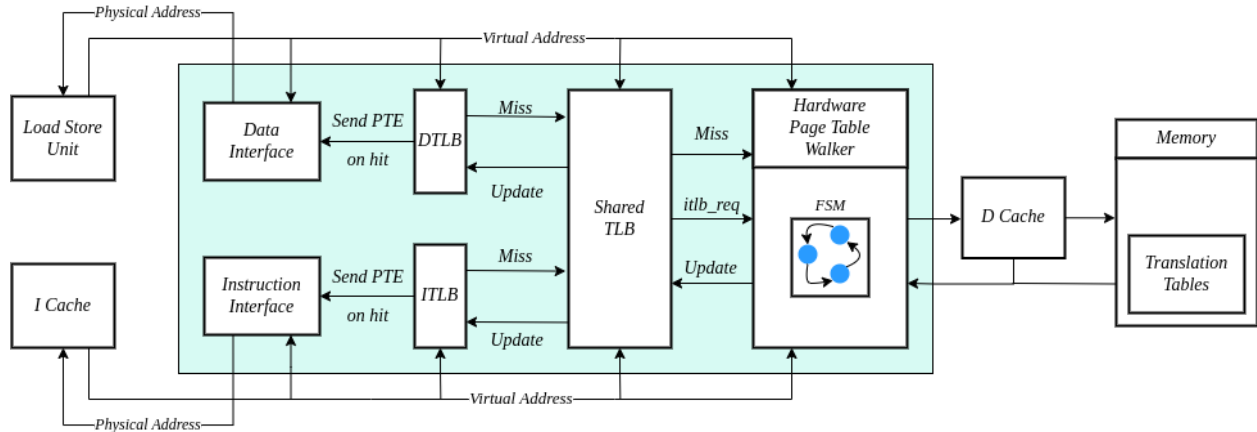 Physical Address
Virtual Address
Load Store
Unit
Data
Interface
Send PTE
on hit
DTLB
Miss
Update
Shared
TLB
Miss
itlb_req
Update
Hardware
Page Table
Walker
FSM
D Cache
Memory
Translation
Tables
I Cache
Instruction
Interface
Send PTE
on hit
ITLB
Miss
Update
Virtual Address
Physical Address